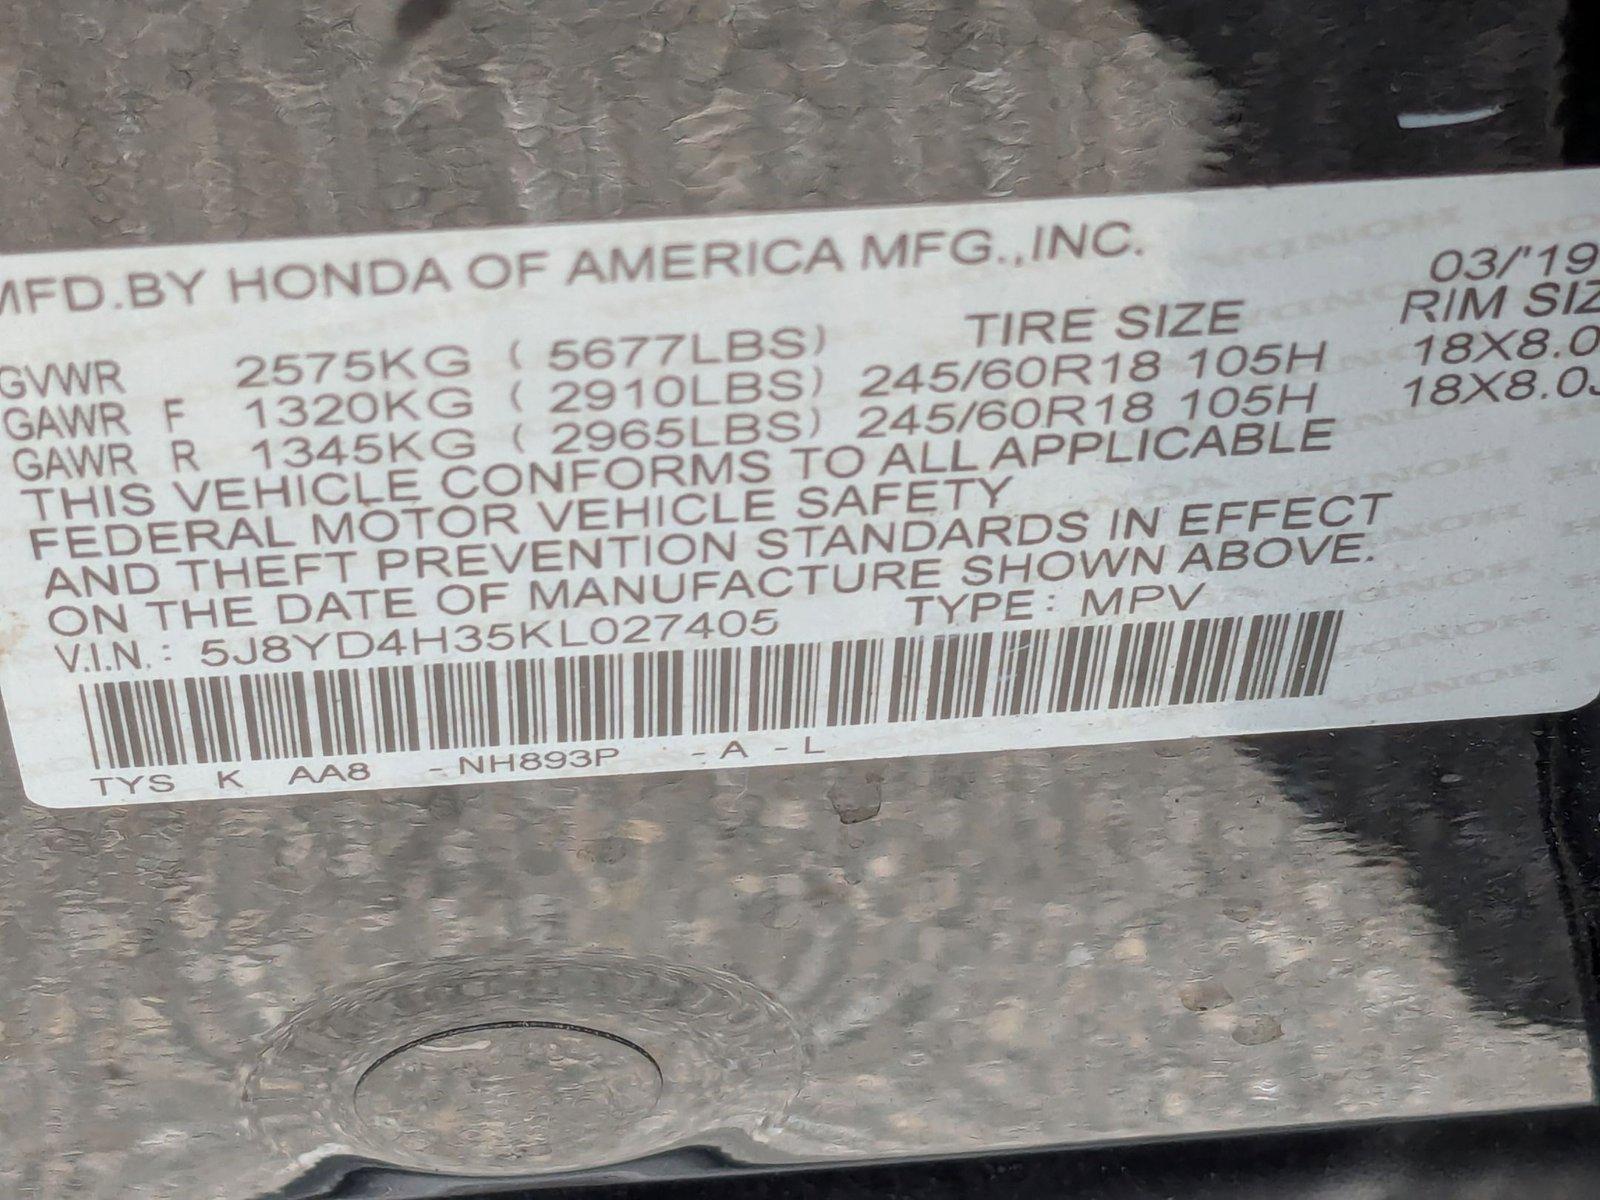 MFD.BY HONDA OF AMERICA MFG.,INC.
03/'19
TIRE SIZE RIM SIZ
GVWR 2575KG ( 5677LBS)
GAWR F 1320KG ( 2910LBS) 245/60R18 105H 18X8.0
GAWR R 1345KG ( 2965LBS) 245/60R18 105H 18X8.0J
THIS VEHICLE CONFORMS TO ALL APPLICABLE
FEDERAL MOTOR VEHICLE SAFETY
AND THEFT PREVENTION STANDARDS IN EFFECT
ON THE DATE OF MANUFACTURE SHOWN ABOVE.
V.I.N.: 5J8YD4H35KL027405 TYPE: MPV
TYS K AA8 -NH893P -A -L